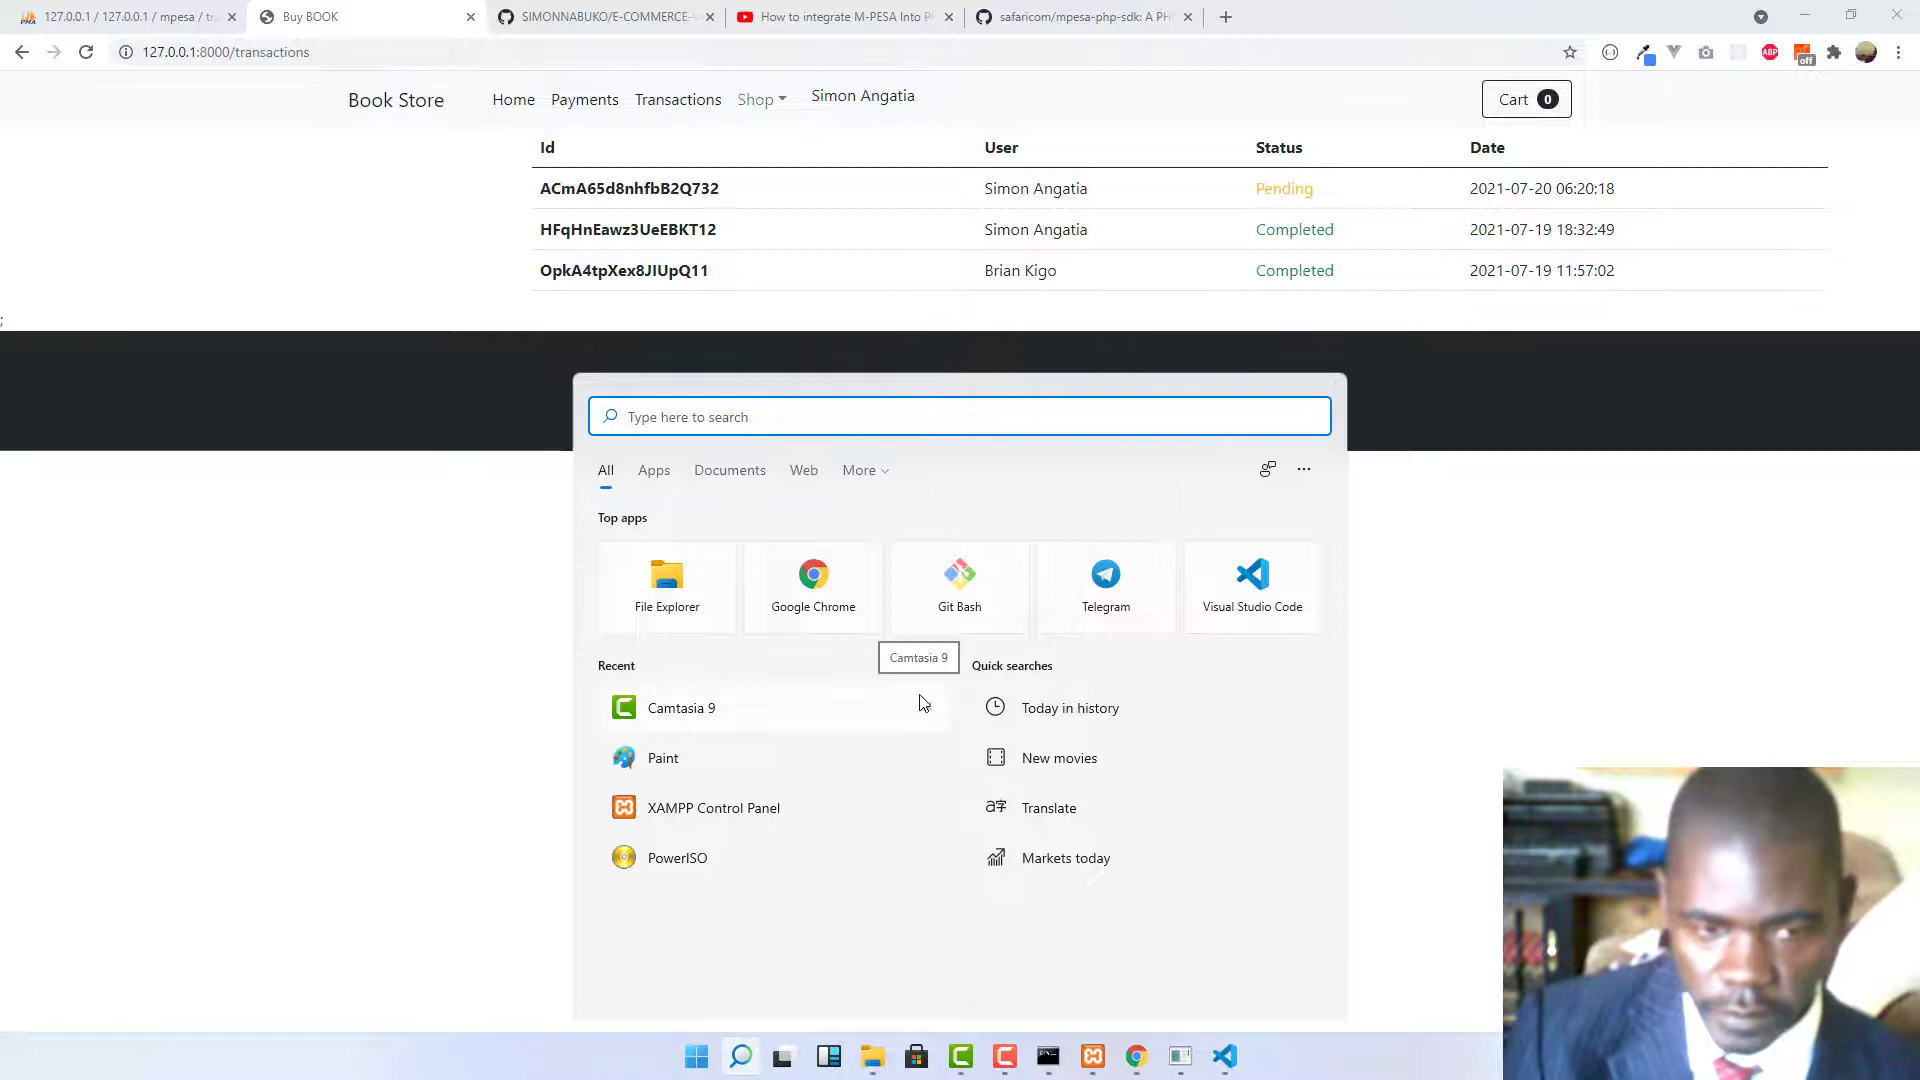 127.0.0.1 / 127.0.0.1 / mpesa / tr
Buy BOOK
SIMONNABUKO/E-COMMERCE-
How to integrate M-PESA Into P
safaricom/mpesa-php-sdk: A PH
127.0.0.1:8000/transactions
ABP
off
Book Store
Home
Payments
Transactions
Shop
Simon Angatia
Cart 0
Id User Status Date
ACmA65d8nhfbB2Q732 Simon Angatia Pending 2021-07-20 06:20:18
HFqHnEawz3UeEBKT12 Simon Angatia Completed 2021-07-19 18:32:49
OpkA4tpXex8JIUpQ11 Brian Kigo Completed 2021-07-19 11:57:02
;
Type here to search
All Apps Documents Web More
Top apps
File Explorer
Google Chrome
Git Bash
Telegram
Visual Studio Code
Recent
Camtasia 9
Quick searches
Camtasia 9
Paint
XAMPP Control Panel
PowerISO
Today in history
New movies
Translate
Markets today